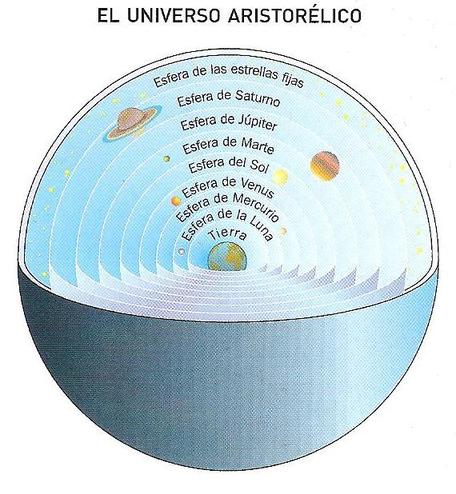 EL UNIVERSO ARISTORÉLICO
Esfera de las estrellas fijas
Esfera de Saturno
Esfera de Júpiter
Esfera de Marte
Esfera del Sol
Esfera de Venus
Esfera de Mercurio
Esfera de la Luna
Tierra